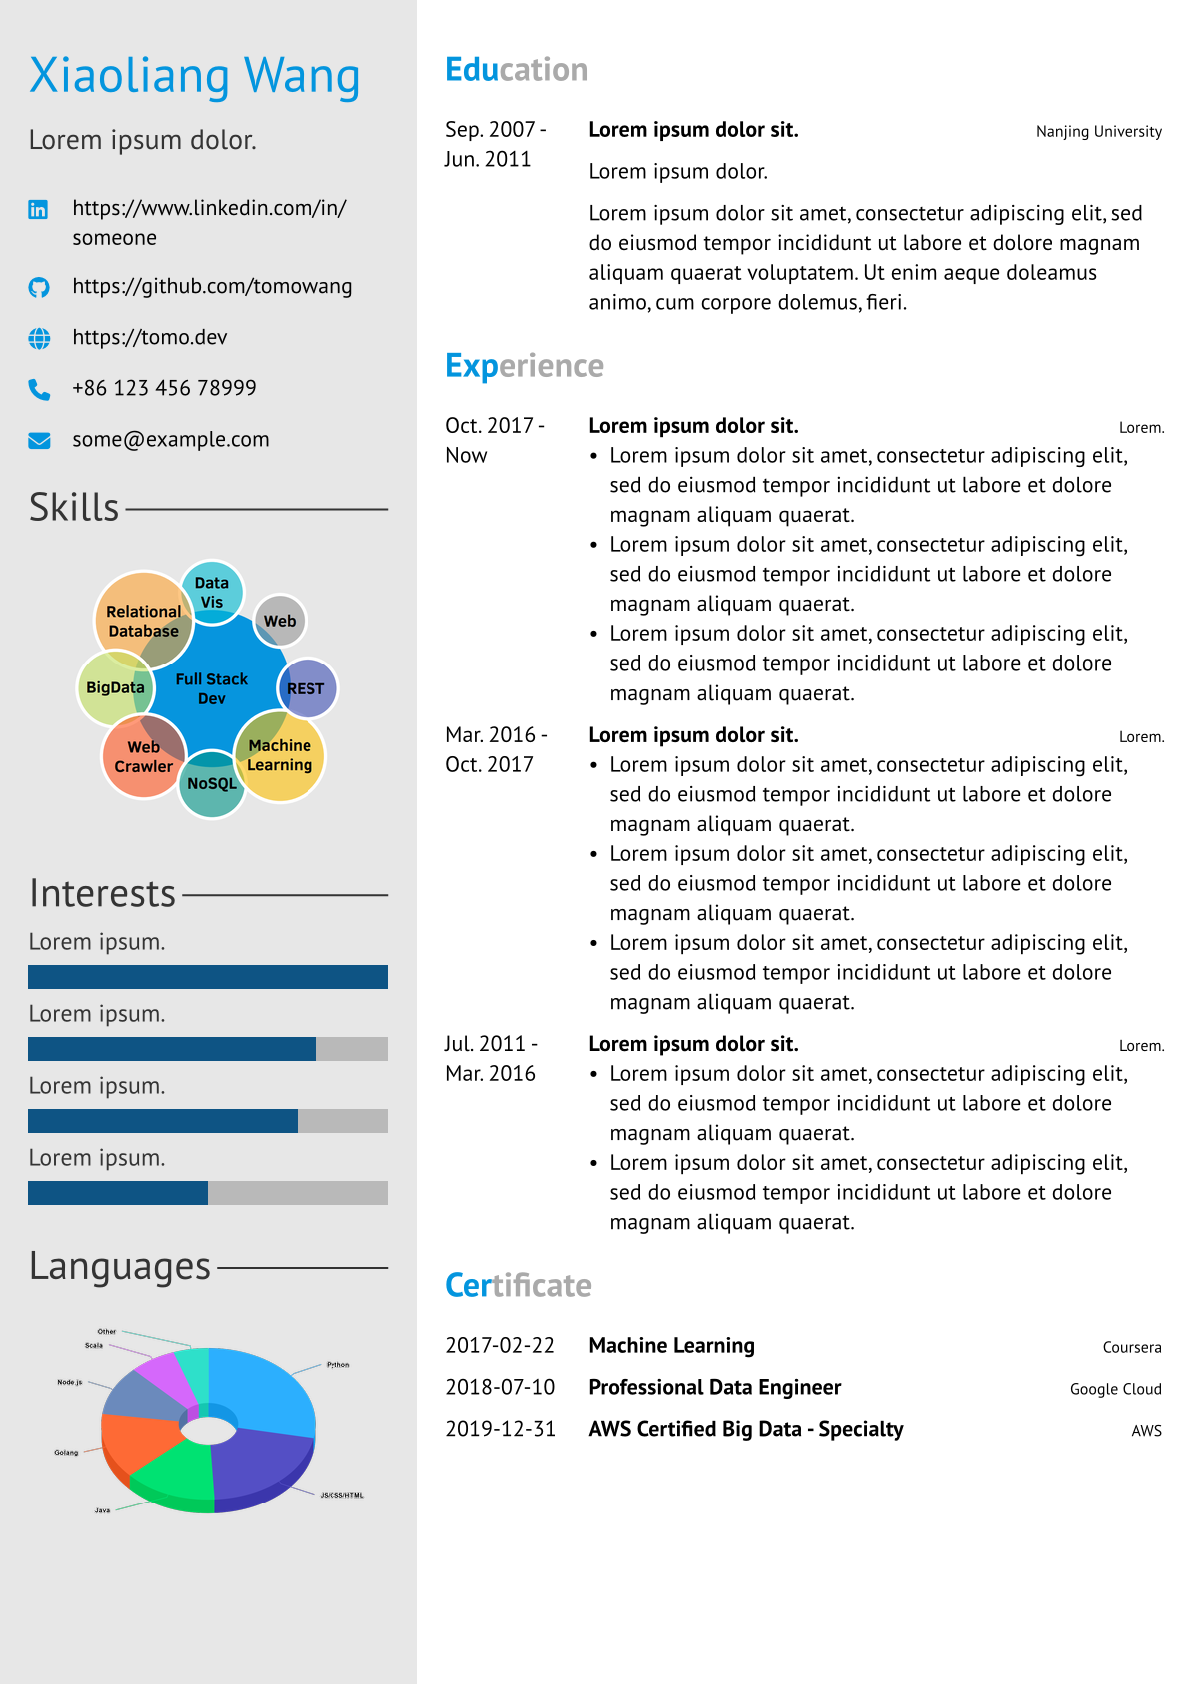 Xiaoliang Wang
Lorem ipsum dolor.
https://www.linkedin.com/in/
someone
https://github.com/tomowang
https://tomo.dev
+86 123 456 78999
some@example.com
Skills
Data
Vis
Relational
Database
Web
BigData
Full Stack
Dev
REST
Web
Crawler
Machine
Learning
NoSQL
Interests
Lorem ipsum.
Lorem ipsum.
Lorem ipsum.
Lorem ipsum.
Languages
Other
Scala
Python
Node.js
Golang
JS/CSS/HTML
Java
Education
Sep. 2007 -
Jun. 2011
Lorem ipsum dolor sit.
Nanjing University
Lorem ipsum dolor.
Lorem ipsum dolor sit amet, consectetur adipiscing elit, sed
do eiusmod tempor incididunt ut labore et dolore magnam
aliquam quaerat voluptatem. Ut enim aeque doleamus
animo, cum corpore dolemus, fieri.
Experience
Oct. 2017 -
Now
Lorem ipsum dolor sit.
Lorem.
• Lorem ipsum dolor sit amet, consectetur adipiscing elit,
sed do eiusmod tempor incididunt ut labore et dolore
magnam aliquam quaerat.
• Lorem ipsum dolor sit amet, consectetur adipiscing elit,
sed do eiusmod tempor incididunt ut labore et dolore
magnam aliquam quaerat.
• Lorem ipsum dolor sit amet, consectetur adipiscing elit,
sed do eiusmod tempor incididunt ut labore et dolore
magnam aliquam quaerat.
Mar. 2016 -
Oct. 2017
Lorem ipsum dolor sit.
Lorem.
• Lorem ipsum dolor sit amet, consectetur adipiscing elit,
sed do eiusmod tempor incididunt ut labore et dolore
magnam aliquam quaerat.
• Lorem ipsum dolor sit amet, consectetur adipiscing elit,
sed do eiusmod tempor incididunt ut labore et dolore
magnam aliquam quaerat.
• Lorem ipsum dolor sit amet, consectetur adipiscing elit,
sed do eiusmod tempor incididunt ut labore et dolore
magnam aliquam quaerat.
Jul. 2011 -
Mar. 2016
Lorem ipsum dolor sit.
Lorem.
• Lorem ipsum dolor sit amet, consectetur adipiscing elit,
sed do eiusmod tempor incididunt ut labore et dolore
magnam aliquam quaerat.
• Lorem ipsum dolor sit amet, consectetur adipiscing elit,
sed do eiusmod tempor incididunt ut labore et dolore
magnam aliquam quaerat.
Certificate
2017-02-22 Machine Learning Coursera
2018-07-10 Professional Data Engineer Google Cloud
2019-12-31 AWS Certified Big Data - Specialty AWS